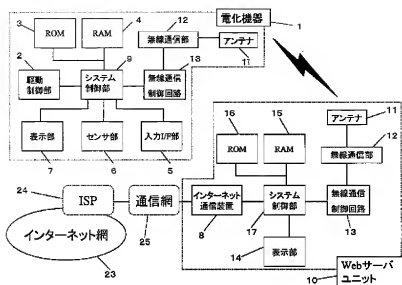 電化機器
1
3
ROM
4
RAM
12
無線通信部
アンテナ
11
2
駆動
制御部
9
システム
制御部
13
無線通信
制御回路
表示部
7
センサ部
6
入力I/F部
5
16
ROM
15
RAM
アンテナ
11
無線通信部
12
24
ISP
通信網
25
インターネット
通信装置
8
システム
制御部
17
無線通信
制御回路
13
インターネット網
23
14
表示部
10
Webサーバ
ユニット